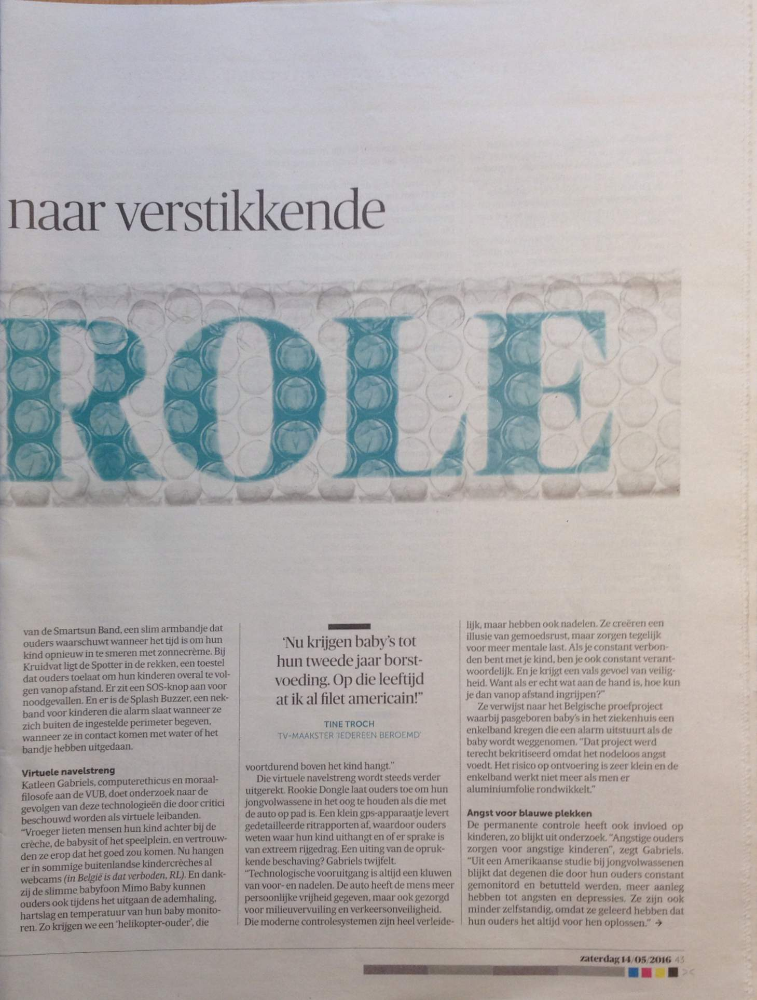 naar verstikkende
ROLE
van de Smartsun Band, een slim armbandje dat
ouders waarschuwt wanneer het tijd is om hun
kind opnieuw in te smeren met zonnecrème. Bij
Kruidvat ligt de Spotter in de rekken, een toestel
dat ouders toelaat om hun kinderen overal te vol-
gen vanop afstand. Er zit een SOS-knop aan voor
noodgevallen. En er is de Splash Buzzer, een nek-
band voor kinderen die alarm slaat wanneer ze
zich buiten de ingestelde perimeter begeven,
wanneer ze in contact komen met water of het
bandje hebben uitgedaan.
Virtuele navelstreng
Katleen Gabriels, computerethicus en moraal-
filosofe aan de VUB, doet onderzoek naar de
gevolgen van deze technologieën die door critici
beschouwd worden als virtuele leibanden.
“Vroeger lieten mensen hun kind achter bij de
crèche, de babysit of het speelplein, en vertrouw-
den ze erop dat het goed zou komen. Nu hangen
er in sommige buitenlandse kindercrèches al
webcams (in België is dat verboden, RL). En dank-
zij de slimme babyfoon Mimo Baby kunnen
ouders ook tijdens het uitgaan de ademhaling,
hartslag en temperatuur van hun baby monito-
ren. Zo krijgen we een ‘helikopter-ouder’, die
‘Nu krijgen baby’s tot
hun tweede jaar borst-
voeding. Op die leeftijd
at ik al filet americain!”
TINE TROCH
TV-MAAKSTER ‘IEDEREEN BEROEMD’
voortdurend boven het kind hangt.”
Die virtuele navelstreng wordt steeds verder
uitgerekt. Rookie Dongle laat ouders toe om hun
jongvolwassene in het oog te houden als die met
de auto op pad is. Een klein gps-apparaatje levert
gedetailleerde ritrapporten af, waardoor ouders
weten waar hun kind uithangt en of er sprake is
van extreem rijgedrag. Een uiting van de opruk-
kende beschaving? Gabriels twijfelt.
“Technologische vooruitgang is altijd een kluwen
van voor- en nadelen. De auto heeft de mens meer
persoonlijke vrijheid gegeven, maar ook gezorgd
voor milieuvervuiling en verkeersonveiligheid.
Die moderne controlesystemen zijn heel verleide-
lijk, maar hebben ook nadelen. Ze creëren een
illusie van gemoedsrust, maar zorgen tegelijk
voor meer mentale last. Als je constant verbon-
den bent met je kind, ben je ook constant verant-
woordelijk. En je krijgt een vals gevoel van veilig-
heid. Want als er echt wat aan de hand is, hoe kun
je dan vanop afstand ingrijpen?”
Ze verwijst naar het Belgische proefproject
waarbij pasgeboren baby’s in het ziekenhuis een
enkelband kregen die een alarm uitstuurt als de
baby wordt weggenomen. “Dat project werd
terecht bekritiseerd omdat het nodeloos angst
voedt. Het risico op ontvoering is zeer klein en de
enkelband werkt niet meer als men er
aluminiumfolie rondwikkelt.”
Angst voor blauwe plekken
De permanente controle heeft ook invloed op
kinderen, zo blijkt uit onderzoek. “Angstige ouders
zorgen voor angstige kinderen”, zegt Gabriels.
“Uit een Amerikaanse studie bij jongvolwassenen
blijkt dat degenen die door hun ouders constant
gemonitord en betutteld werden, meer aanleg
hebben tot angsten en depressies. Ze zijn ook
minder zelfstandig, omdat ze geleerd hebben dat
hun ouders het altijd voor hen oplossen.” →
zaterdag 14/05/2016 43